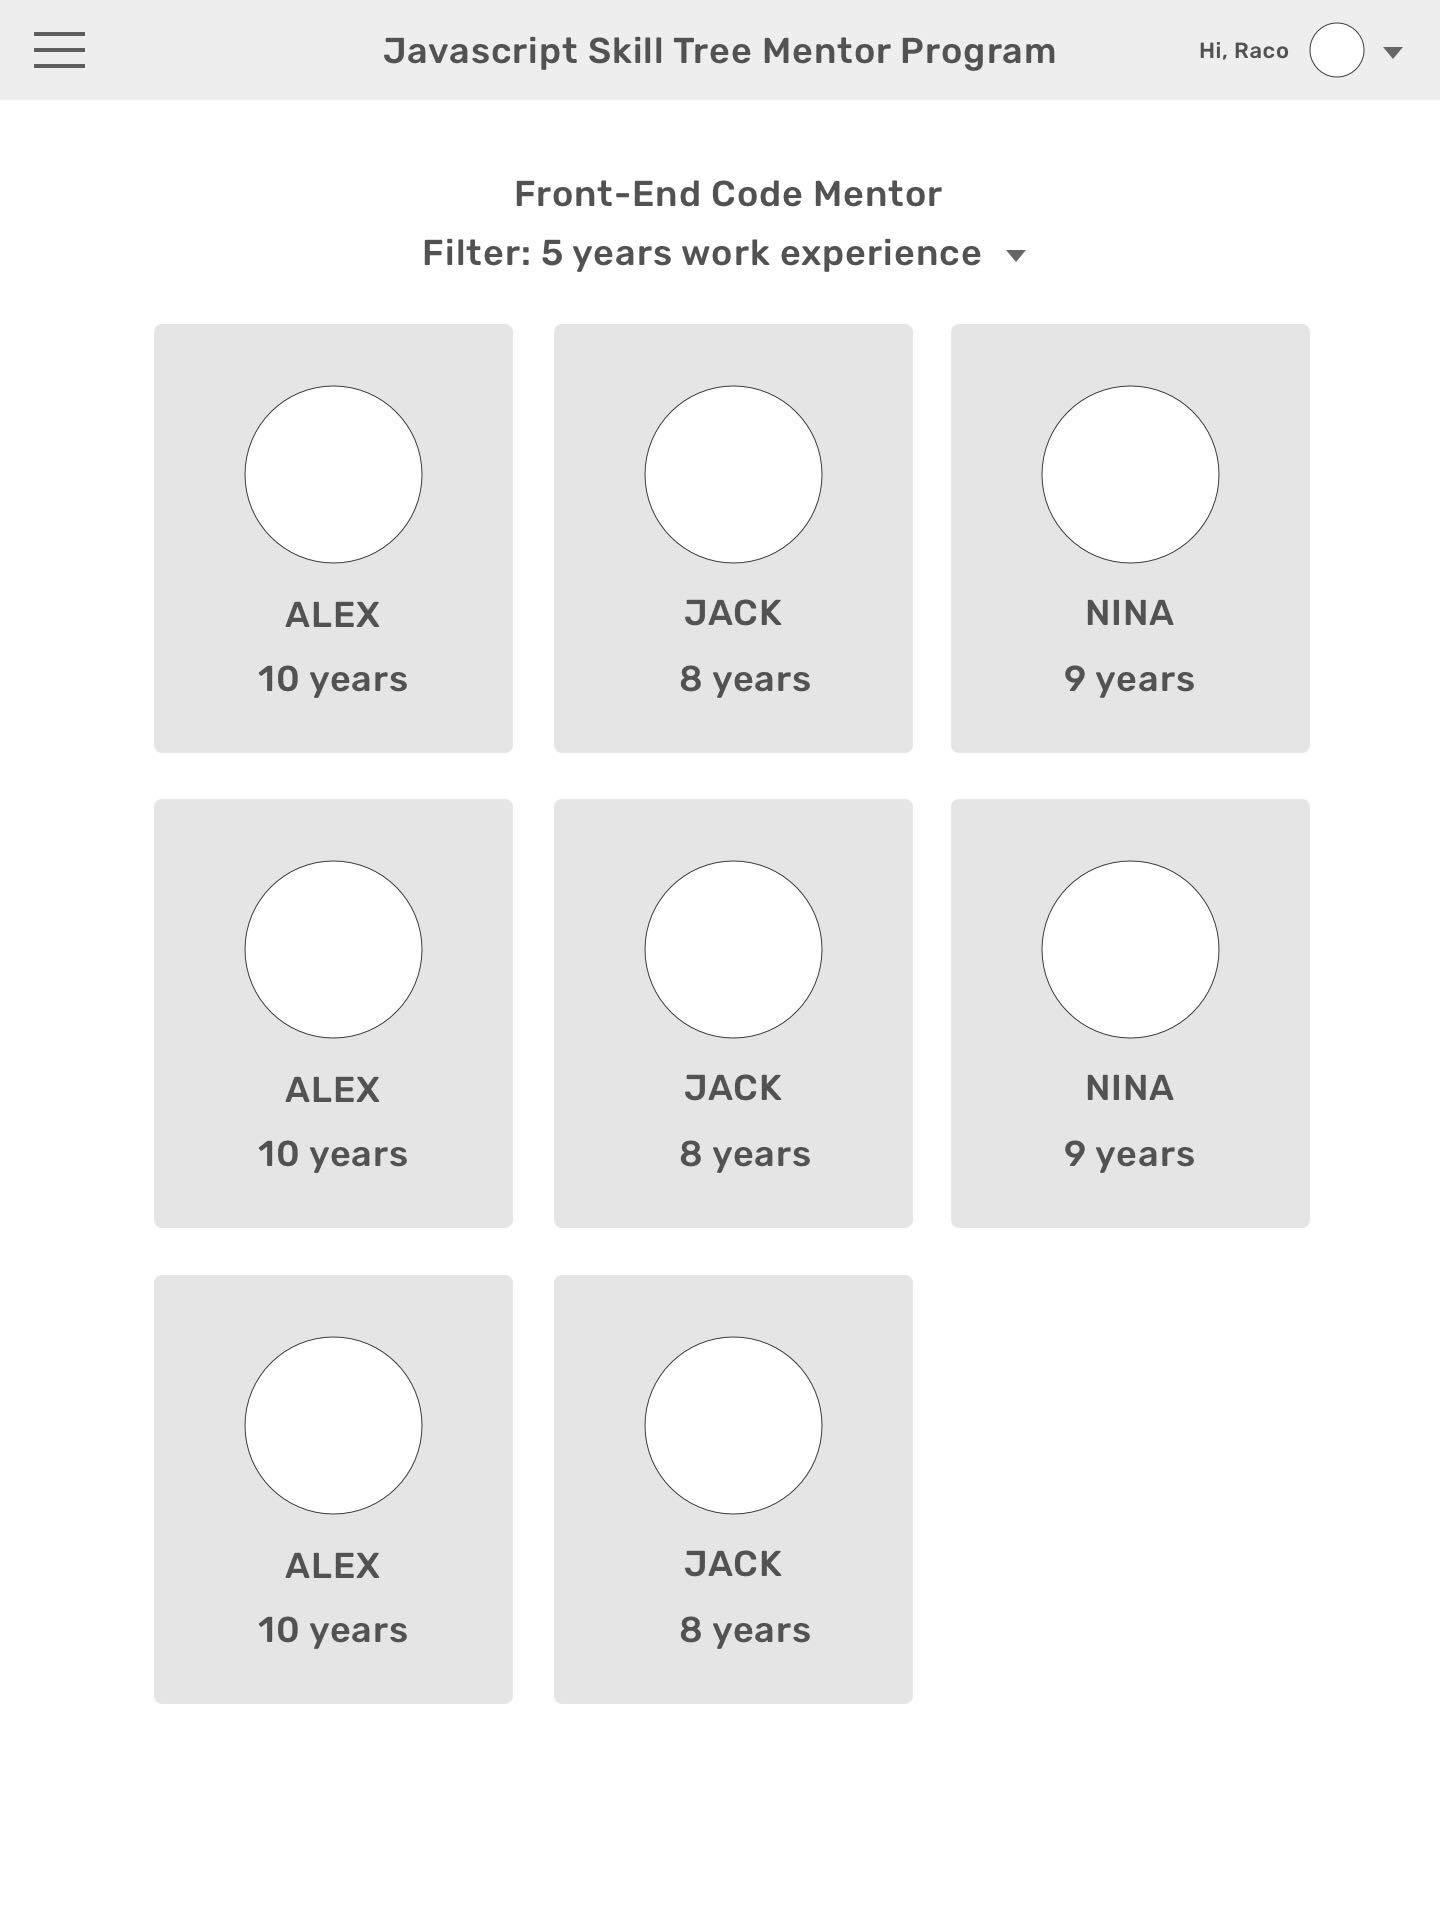 Javascript Skill Tree Mentor Program
Hi, Raco
Front-End Code Mentor
Filter: 5 years work experience
ALEX
10 years
JACK
8 years
NINA
9 years
ALEX
10 years
JACK
8 years
NINA
9 years
ALEX
10 years
JACK
8 years